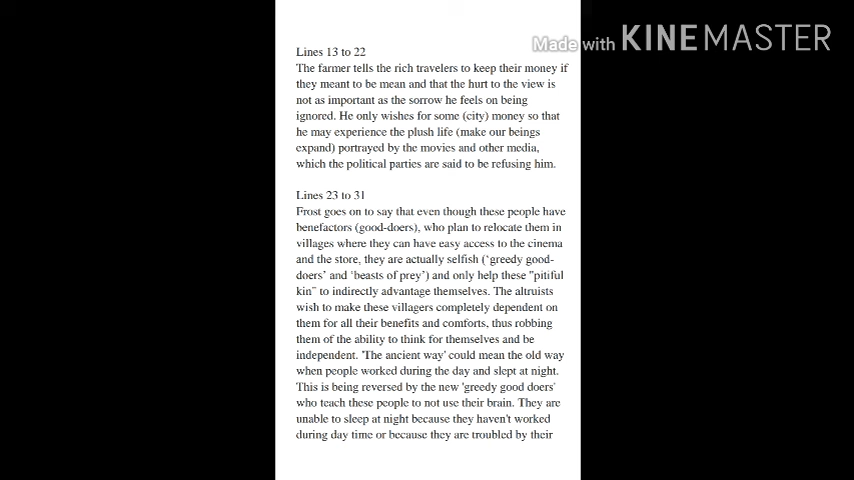 Made with KINEMASTER
Lines 13 to 22
The farmer tells the rich travelers to keep their money if
they meant to be mean and that the hurt to the view is
not as important as the sorrow he feels on being
ignored. He only wishes for some (city) money so that
he may experience the plush life (make our beings
expand) portrayed by the movies and other media,
which the political parties are said to be refusing him.
Lines 23 to 31
Frost goes on to say that even though these people have
benefactors (good-doers), who plan to relocate them in
villages where they can have easy access to the cinema
and the store, they are actually selfish ('greedy good-
doers' and 'beasts of prey') and only help these "pitiful
kin" to indirectly advantage themselves. The altruists
wish to make these villagers completely dependent on
them for all their benefits and comforts, thus robbing
them of the ability to think for themselves and be
independent. 'The ancient way' could mean the old way
when people worked during the day and slept at night.
This is being reversed by the new 'greedy good doers'
who teach these people to not use their brain. They are
unable to sleep at night because they haven't worked
during day time or because they are troubled by their